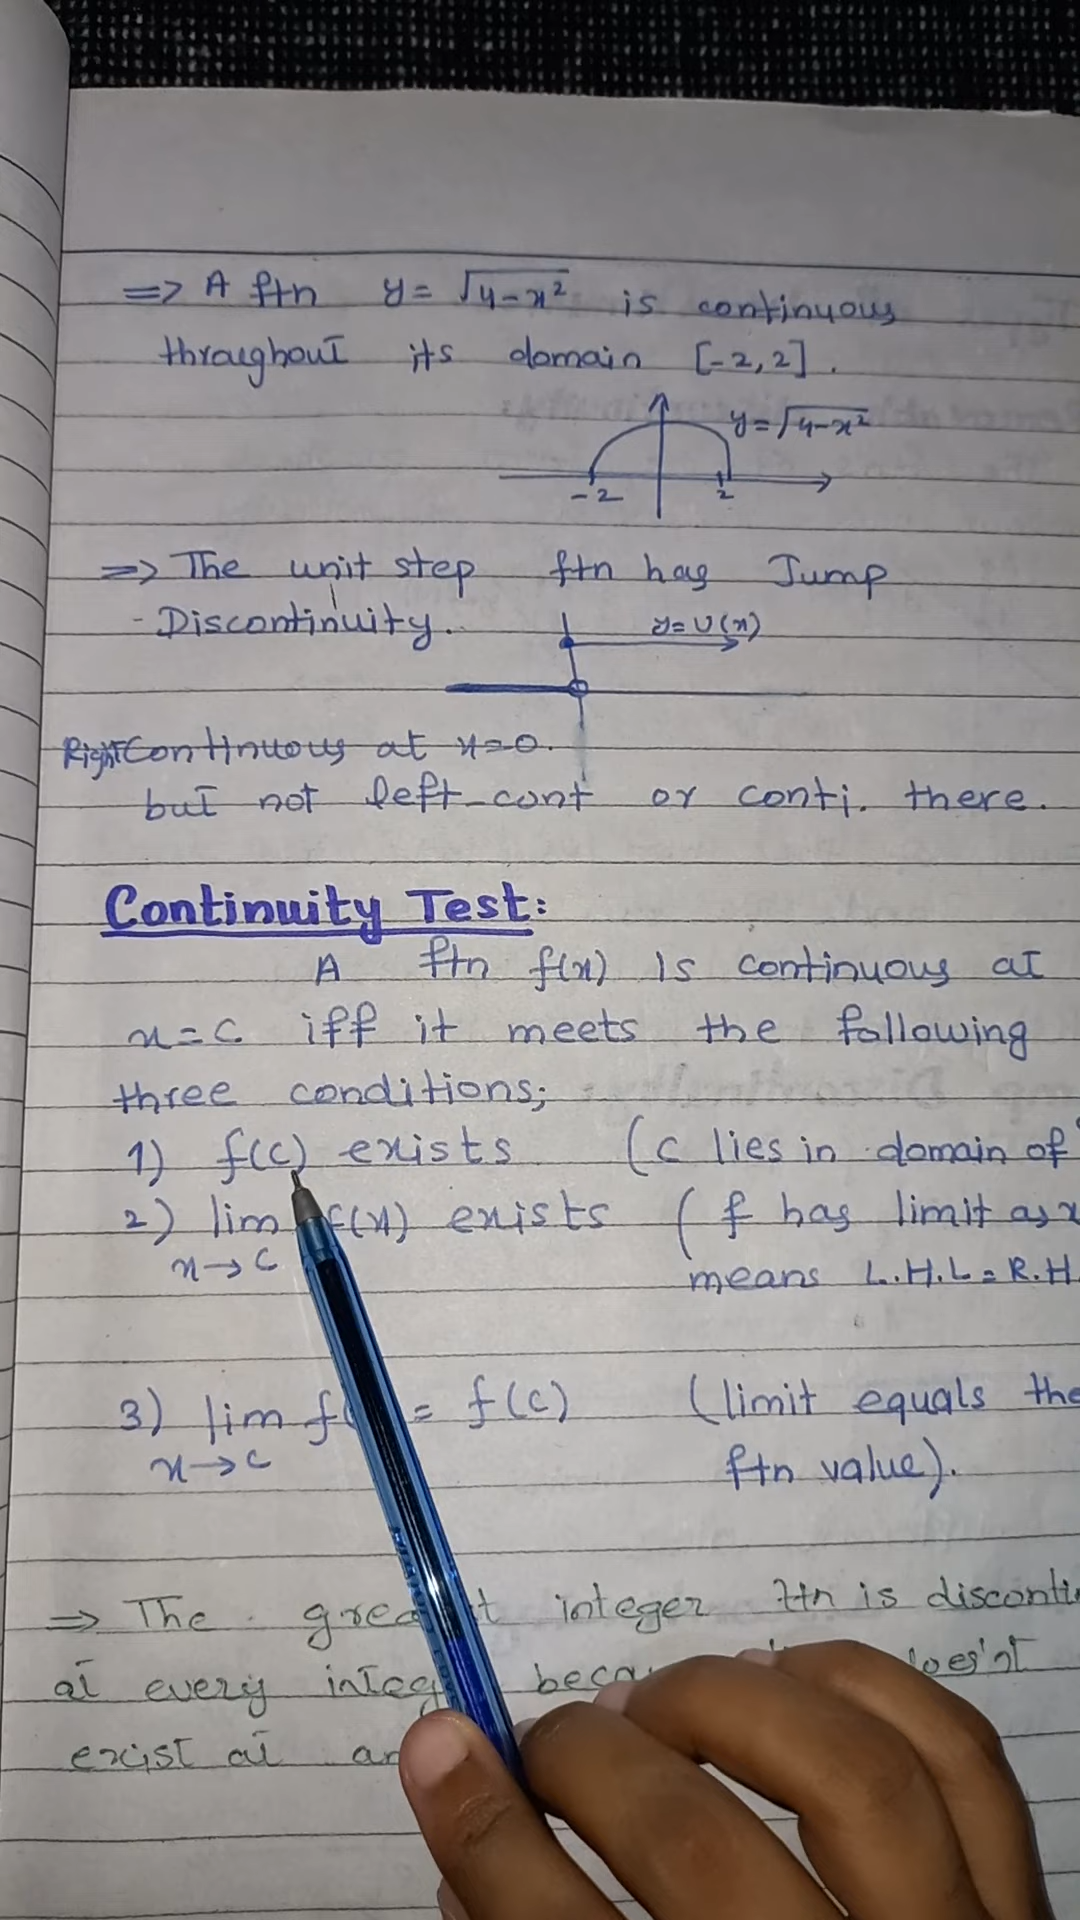 ⇒ A ftn y = √4-x² is continuous
throughout its domain [-2,2].
y = √4-x²
-2 2
⇒ The unit step ftn has Jump
Discontinuity.
y = U(x)
Right Continuous at x=0.
but not left cont or conti. there.
Continuity Test:
A ftn f(x) is continuous at
x=c iff it meets the following
three conditions;
1) f(c) exists (c lies in domain of
2) lim f(x) exists (f has limit as x
x→c means L.H.L = R.H.
3) lim = f(c) (limit equals the
x→c ftn value).
⇒ The integer ftn is
at every
exist at